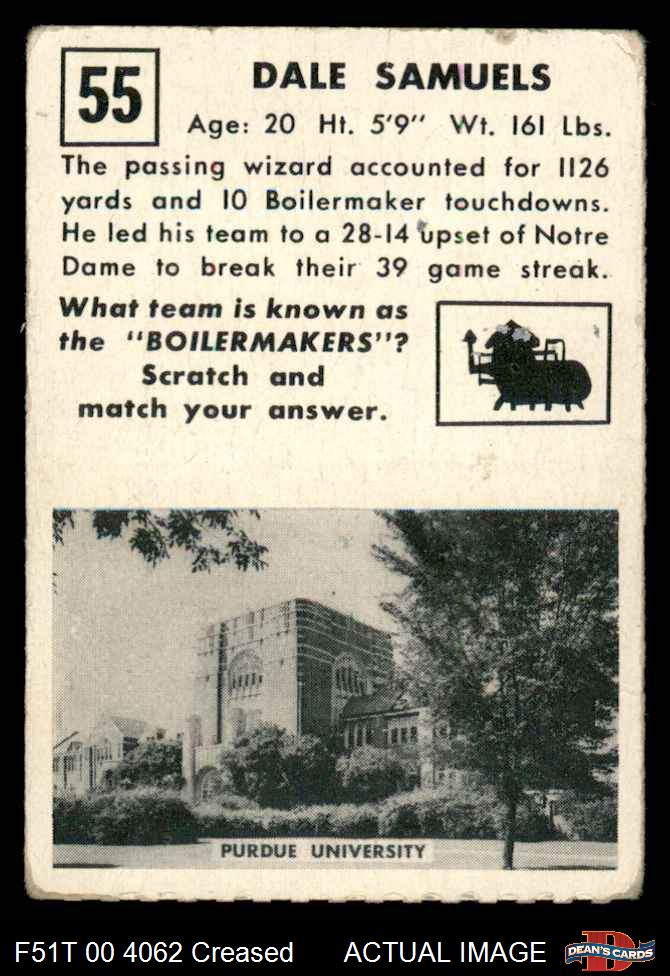 55
DALE SAMUELS
Age: 20 Ht. 5'9" Wt. 161 Lbs.
The passing wizard accounted for 1126
yards and 10 Boilermaker touchdowns.
He led his team to a 28-14 upset of Notre
Dame to break their 39 game streak.
What team is known as
the "BOILERMAKERS"?
Scratch and
match your answer.
PURDUE UNIVERSITY
F51T 00 4062 Creased ACTUAL IMAGE
DEAN'S CARDS